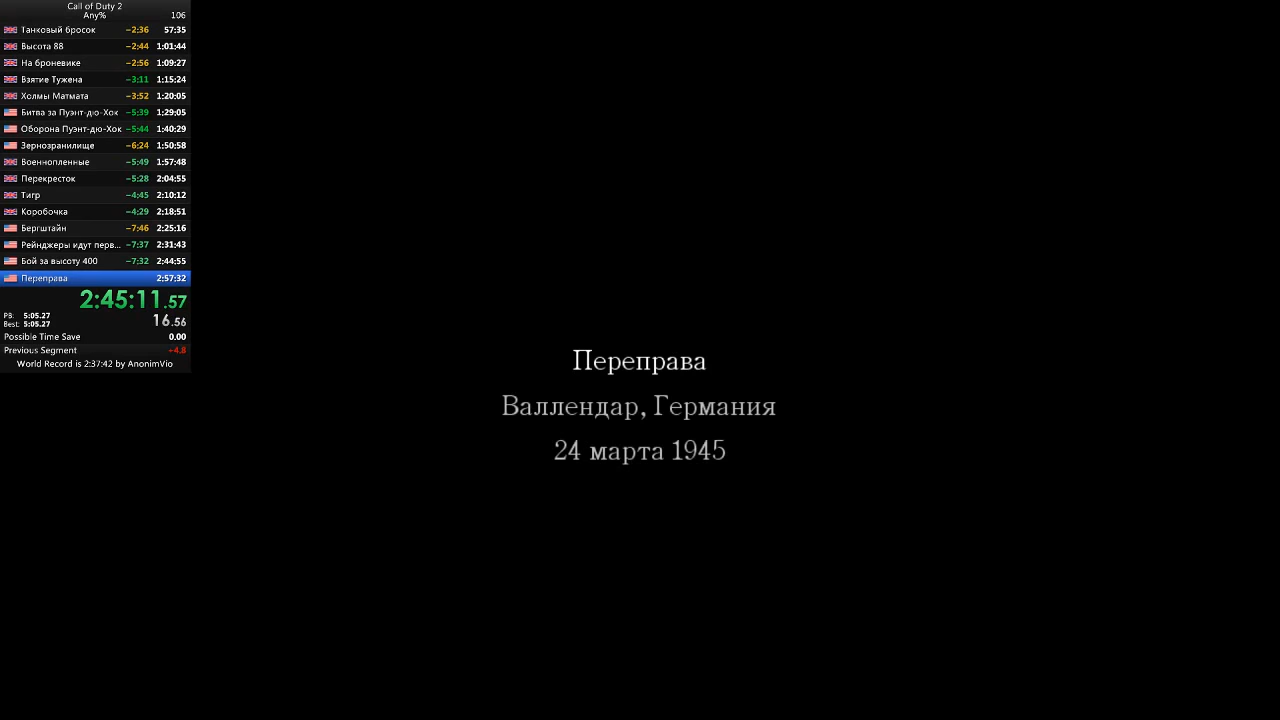 Call of Duty 2
Any% 106
Танковый бросок −2:36 57:35
Высота 88 −2:44 1:01:44
На броневике −2:56 1:09:27
Взятие Тужена −3:11 1:15:24
Холмы Матмата −3:52 1:20:05
Битва за Пуэнт-дю-Хок −5:39 1:29:05
Оборона Пуэнт-дю-Хок −5:44 1:40:29
Зернозранилище −6:24 1:50:58
Военнопленные −5:49 1:57:48
Перекресток −5:28 2:04:55
Тигр −4:45 2:10:12
Коробочка −4:29 2:18:51
Бергштайн −7:46 2:25:16
Рейнджеры идут перв... −7:37 2:31:43
Бой за высоту 400 −7:32 2:44:55
Переправа 2:57:32
2:45:11.57
PB: 5:05.27
Best: 5:05.27
16.56
Possible Time Save 0.00
Previous Segment +4.8
World Record is 2:37:42 by AnonimVio
Переправа
Валлендар, Германия
24 марта 1945